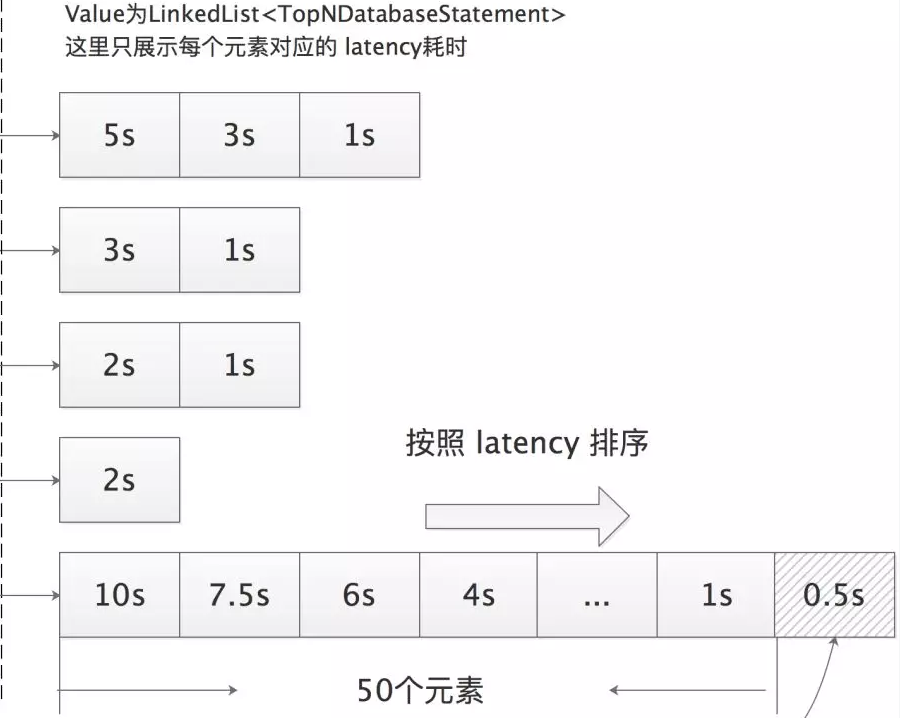 Value为LinkedList<TopNDatabaseStatement>
这里只展示每个元素对应的 latency耗时
5s 3s 1s
3s 1s
2s 1s
按照 latency 排序
2s
10s 7.5s 6s 4s ... 1s 0.5s
50个元素